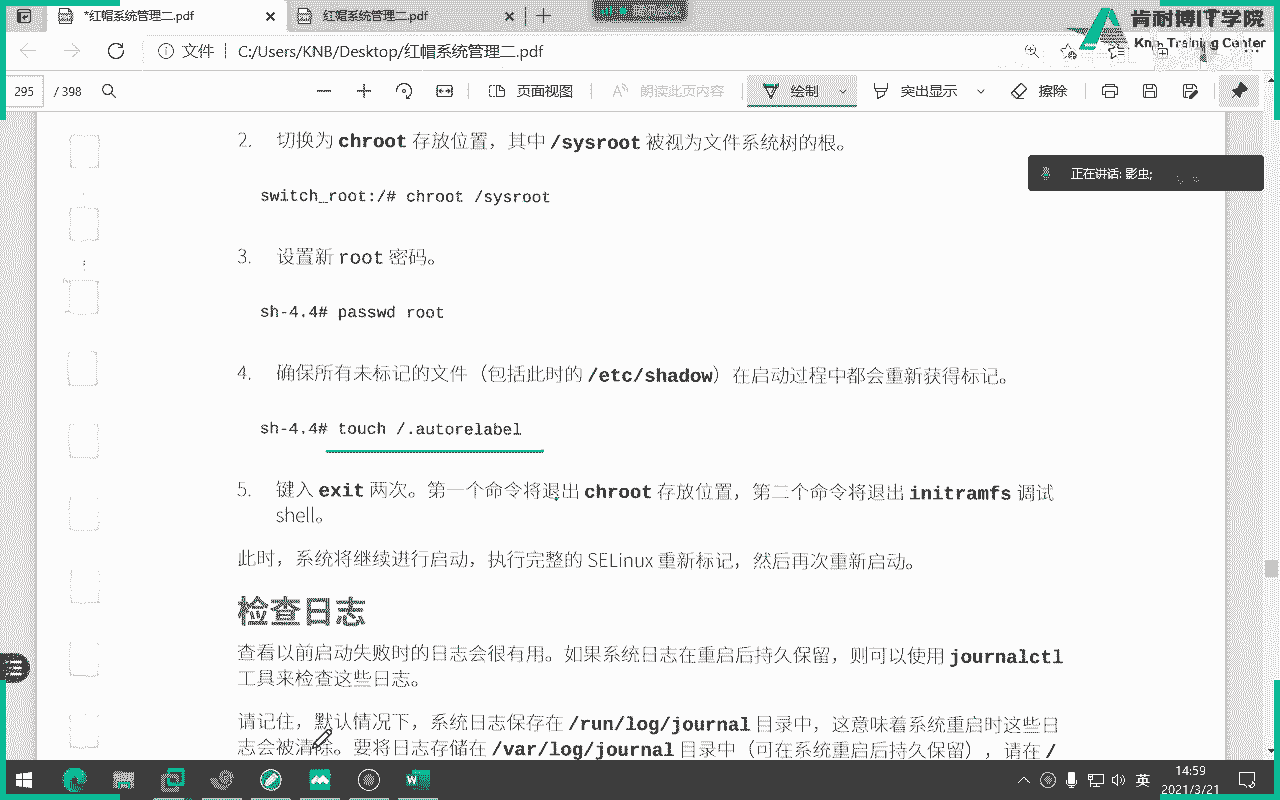 *红帽系统管理二.pdf
红帽系统管理二.pdf
肯耐博IT学院
KnB Training Center
文件
C:/Users/KNB/Desktop/红帽系统管理二.pdf
295 / 398
页面视图
朗读此页内容
绘制
突出显示
擦除
正在讲话: 影虫;
2. 切换为 chroot 存放位置，其中 /sysroot 被视为文件系统树的根。
switch_root:/# chroot /sysroot
3. 设置新 root 密码。
sh-4.4# passwd root
4. 确保所有未标记的文件（包括此时的 /etc/shadow）在启动过程中都会重新获得标记。
sh-4.4# touch /.autorelabel
5. 键入 exit 两次。第一个命令将退出 chroot 存放位置，第二个命令将退出 initramfs 调试
shell。
此时，系统将继续进行启动，执行完整的 SELinux 重新标记，然后再次重新启动。
检查日志
查看以前启动失败时的日志会很有用。如果系统日志在重启后持久保留，则可以使用 journalctl
工具来检查这些日志。
请记住，默认情况下，系统日志保存在 /run/log/journal 目录中，这意味着系统重启时这些日
志会被清除。要将日志存储在 /var/log/journal 目录中（可在系统重启后持久保留），请在 /
英
14:59
2021/3/21